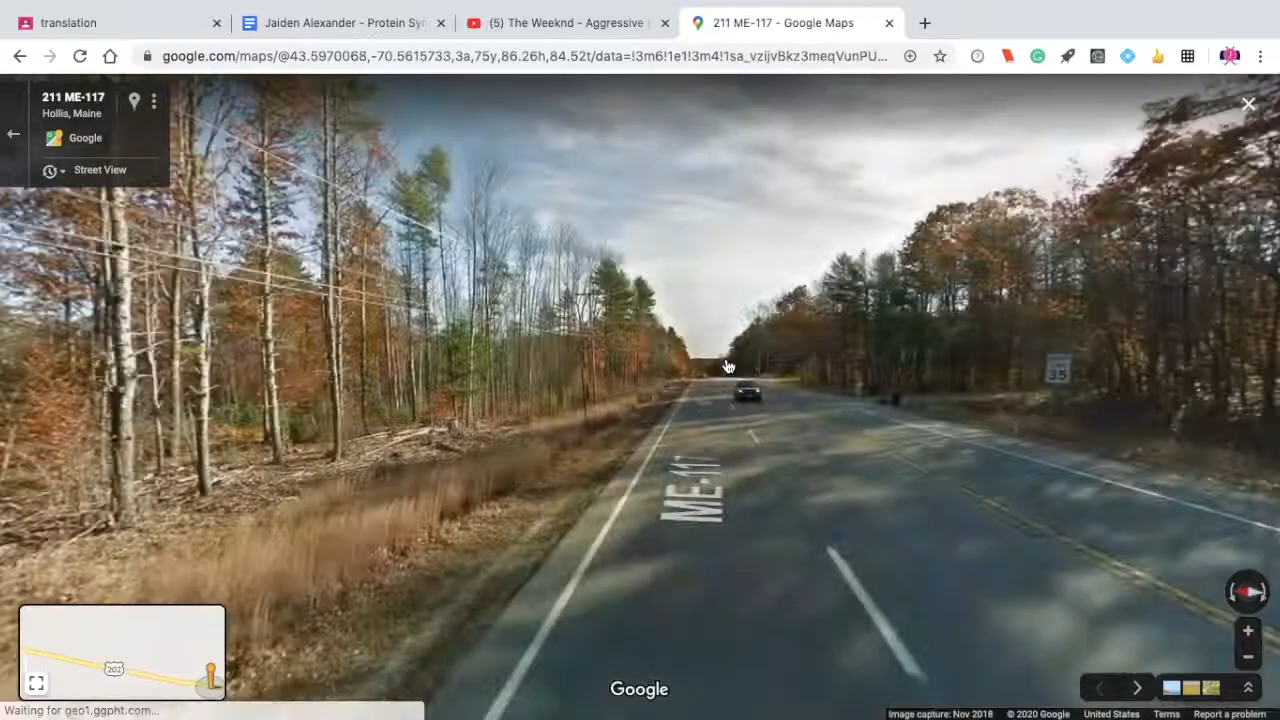 translation
Jaiden Alexander - Protein Syn
(5) The Weeknd - Aggressive
211 ME-117 - Google Maps
google.com/maps/@43.5970068,-70.5615733,3a,75y,86.26h,84.52t/data=!3m6!1e1!3m4!1sa_vzijvBkz3meqVunPU...
211 ME-117
Hollis, Maine
Google
Street View
35
ME-117
202
Google
Waiting for geo1.ggpht.com...
Image capture: Nov 2018 © 2020 Google United States Terms Report a problem